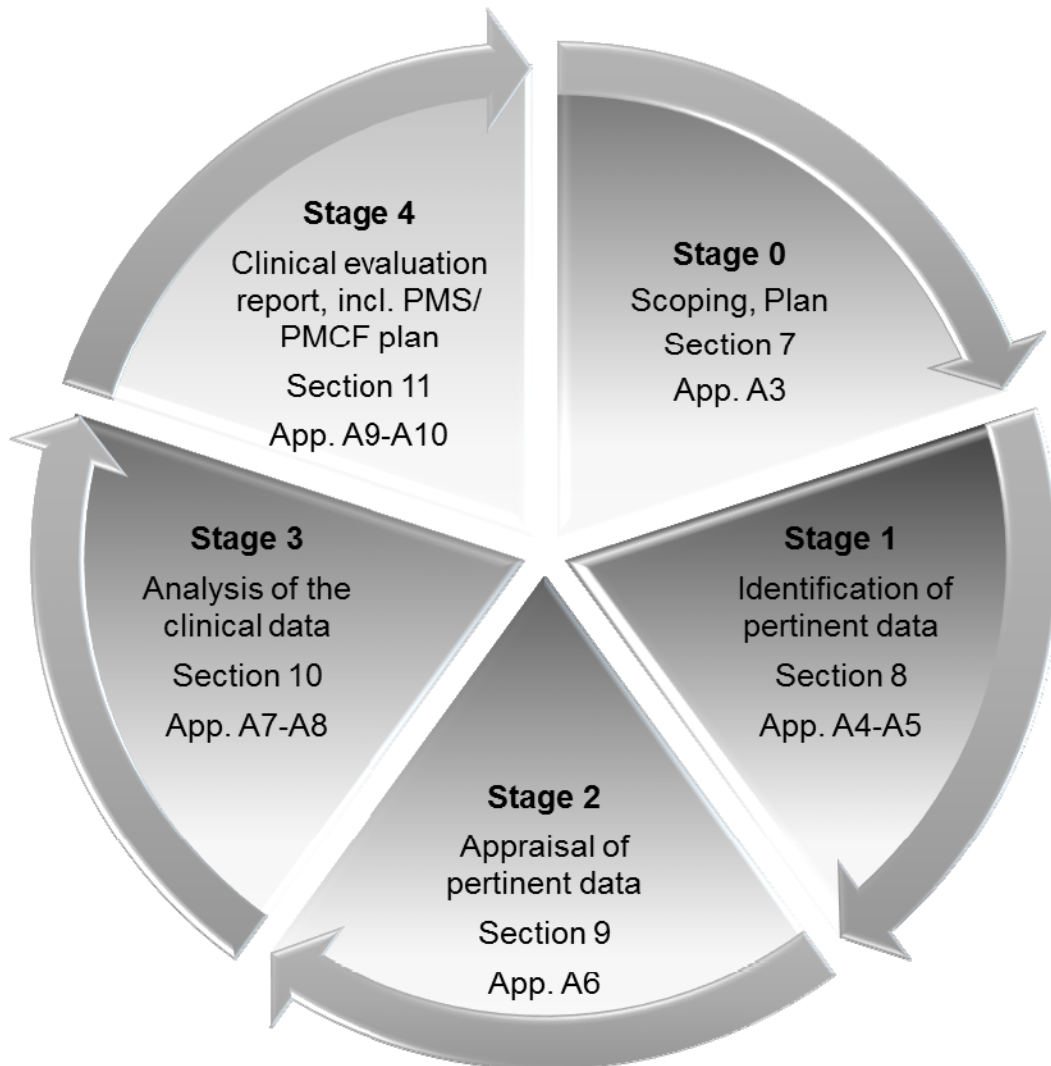 Stage 0
Scoping, Plan
Section 7
App. A3
Stage 1
Identification of
pertinent data
Section 8
App. A4-A5
Stage 2
Appraisal of
pertinent data
Section 9
App. A6
Stage 3
Analysis of the
clinical data
Section 10
App. A7-A8
Stage 4
Clinical evaluation
report, incl. PMS/
PMCF plan
Section 11
App. A9-A10